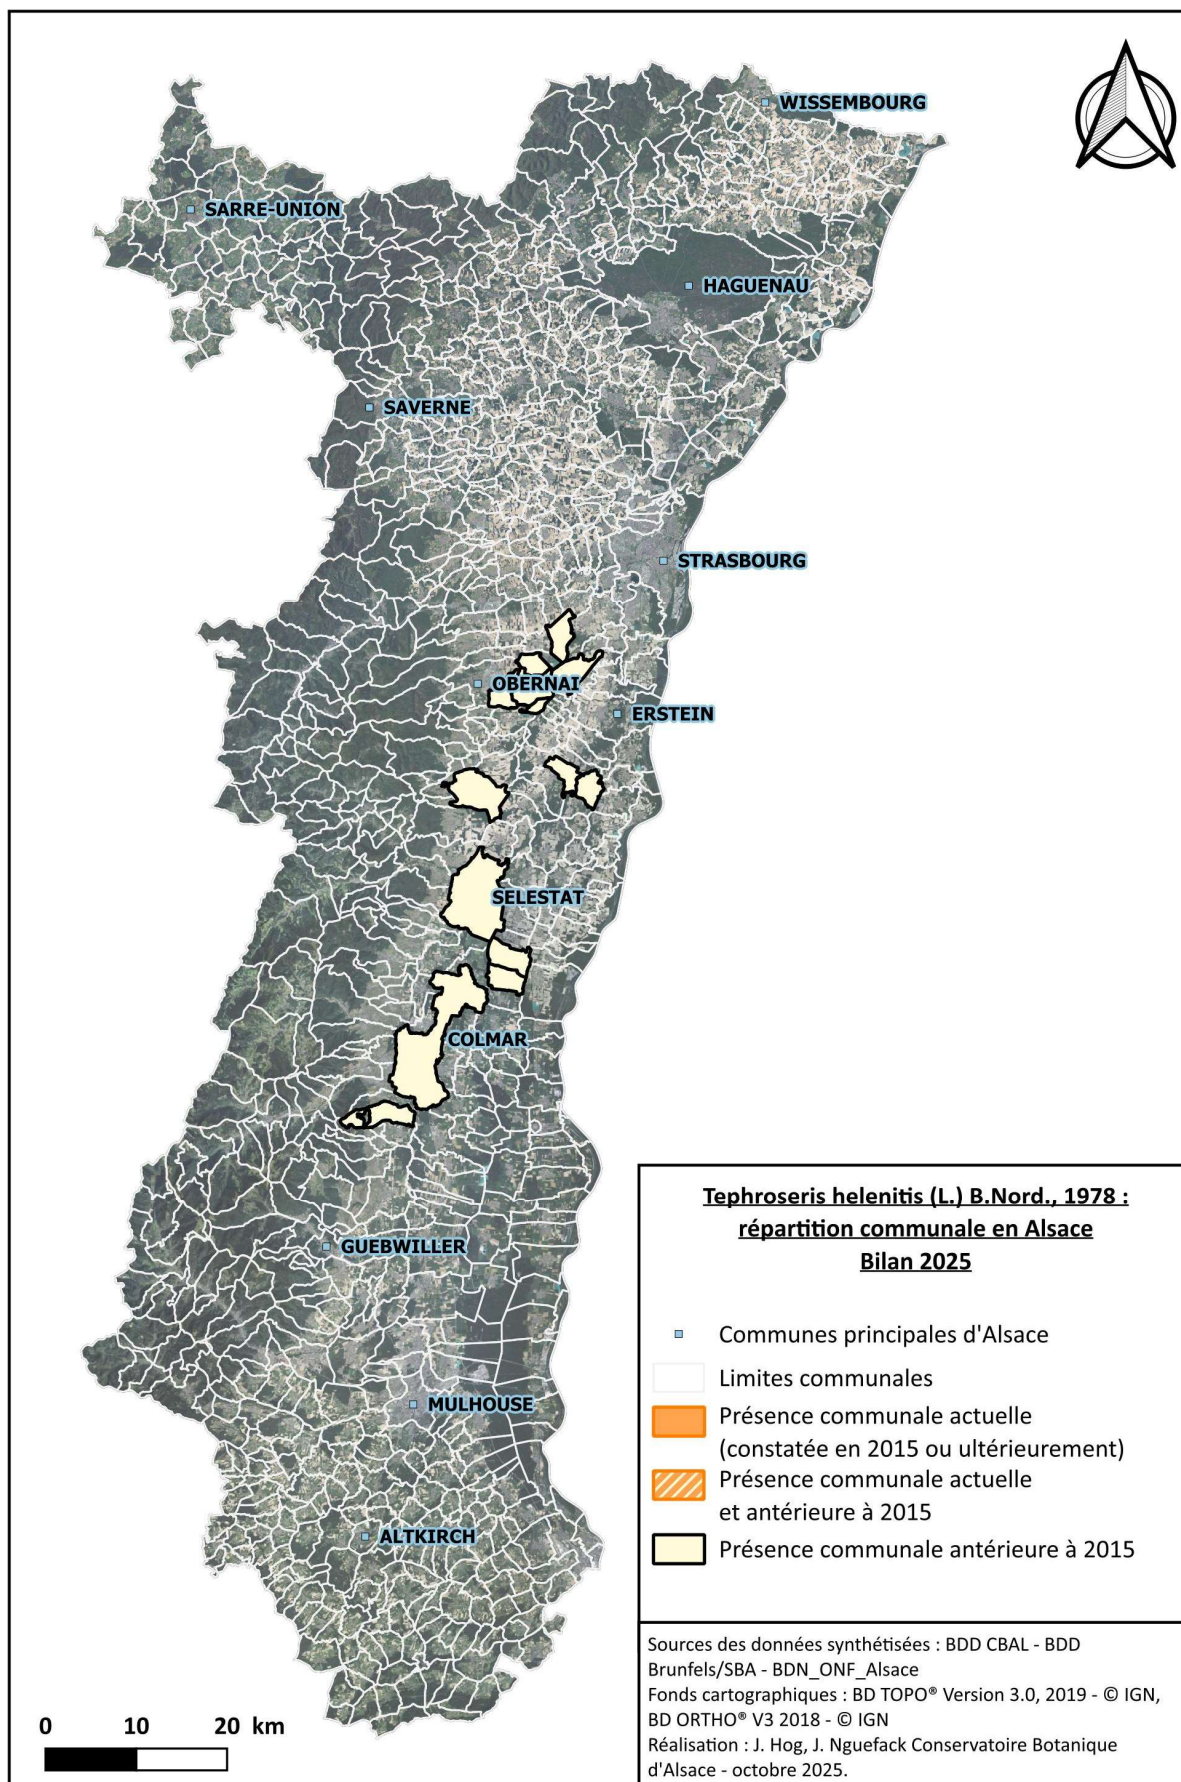 WISSEMBOURG
SARRE-UNION
HAGUENAU
SAVERNE
STRASBOURG
OBERNAI
ERSTEIN
SELESTAT
COLMAR
GUEBWILLER
MULHOUSE
ALTKIRCH
0 10 20 km
Tephroseris helenitis (L.) B.Nord., 1978 :
répartition communale en Alsace
Bilan 2025
Communes principales d'Alsace
Limites communales
Présence communale actuelle
(constatée en 2015 ou ultérieurement)
Présence communale actuelle
et antérieure à 2015
Présence communale antérieure à 2015
Sources des données synthétisées : BDD CBAL - BDD
Brunfels/SBA - BDN_ONF_Alsace
Fonds cartographiques : BD TOPO® Version 3.0, 2019 - © IGN,
BD ORTHO® V3 2018 - © IGN
Réalisation : J. Hog, J. Nguefack Conservatoire Botanique
d'Alsace - octobre 2025.